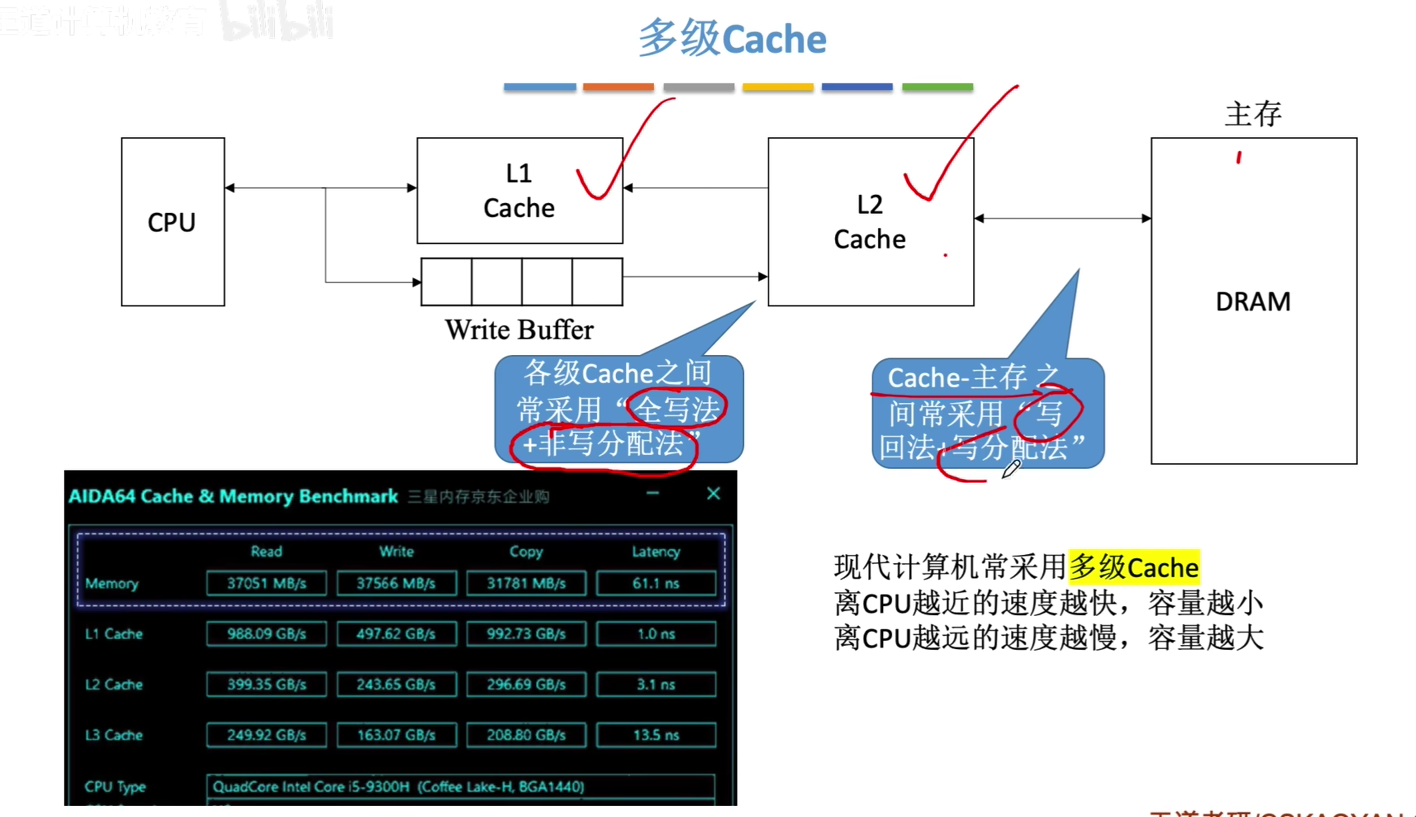 bilibili
多级Cache
主存
CPU
L1
Cache
L2
Cache
DRAM
Write Buffer
各级Cache之间
常采用“全写法
+非写分配法”
Cache-主存 之
间常采用“写
回法+写分配法”
AIDA64 Cache & Memory Benchmark 三星内存京东企业购
Read Write Copy Latency
Memory 37051 MB/s 37566 MB/s 31781 MB/s 61.1 ns
L1 Cache 988.09 GB/s 497.62 GB/s 992.73 GB/s 1.0 ns
L2 Cache 399.35 GB/s 243.65 GB/s 296.69 GB/s 3.1 ns
L3 Cache 249.92 GB/s 163.07 GB/s 208.80 GB/s 13.5 ns
CPU Type QuadCore Intel Core i5-9300H (Coffee Lake-H, BGA1440)
现代计算机常采用多级Cache
离CPU越近的速度越快，容量越小
离CPU越远的速度越慢，容量越大